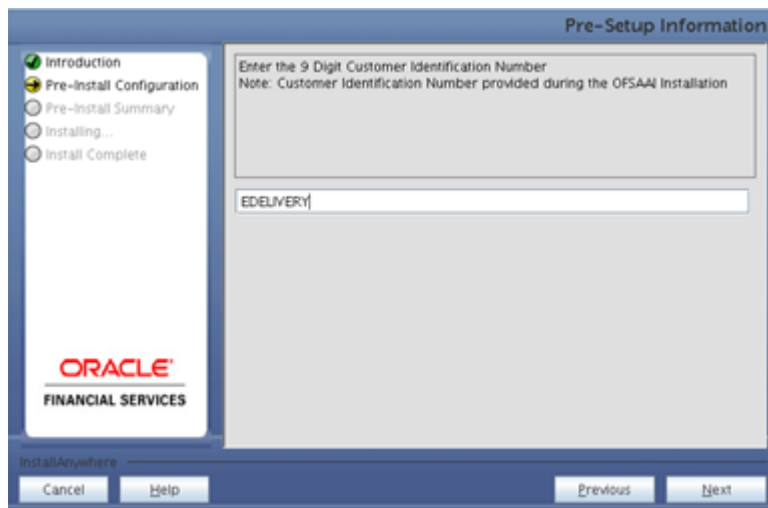 Pre-Setup Information
Introduction
Pre-Install Configuration
Pre-Install Summary
Installing...
Install Complete
Enter the 9 Digit Customer Identification Number
Note: Customer Identification Number provided during the OFSAAI Installation
EDELIVERY
ORACLE
FINANCIAL SERVICES
InstallAnywhere
Cancel
Help
Previous
Next